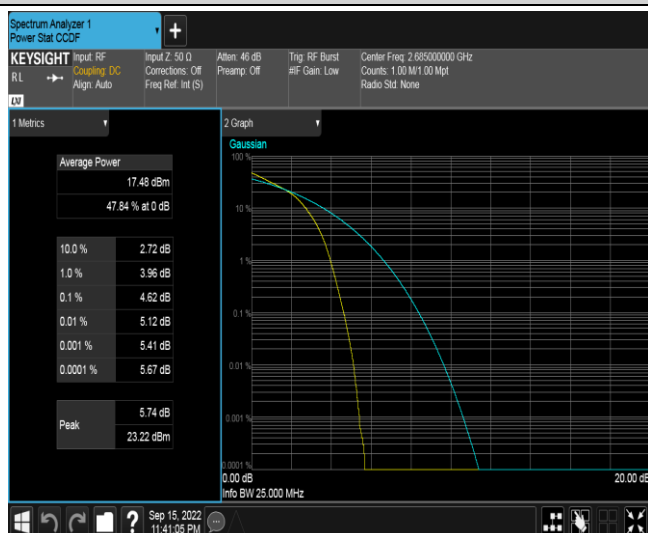 Spectrum Analyzer 1
Power Stat CCDF
+
KEYSIGHT
R L
LXI
Input: RF
Coupling: DC
Align: Auto
Input Z: 50 Ω
Corrections: Off
Freq Ref: Int (S)
Atten: 46 dB
Preamp: Off
Trig: RF Burst
#IF Gain: Low
Center Freq: 2.685000000 GHz
Counts: 1.00 M/1.00 Mpt
Radio Std: None
1 Metrics
Average Power
17.48 dBm
47.84 % at 0 dB
10.0 % 2.72 dB
1.0 % 3.96 dB
0.1 % 4.62 dB
0.01 % 5.12 dB
0.001 % 5.41 dB
0.0001 % 5.67 dB
Peak
5.74 dB
23.22 dBm
2 Graph
Gaussian
100 %
10 %
1 %
0.1 %
0.01 %
0.001 %
0.0001 %
0.00 dB
20.00 dB
Info BW 25.000 MHz
?
Sep 15, 2022
11:41:05 PM